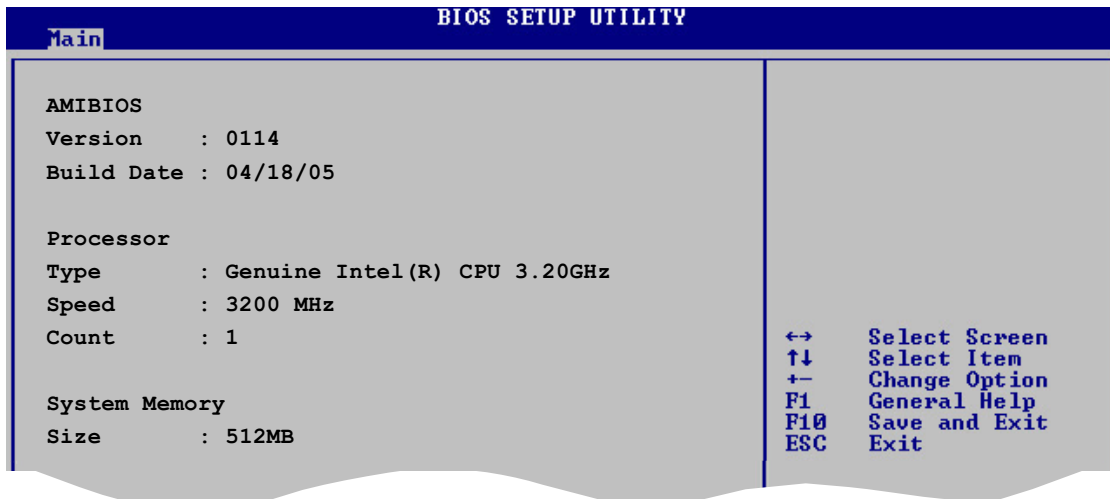 BIOS SETUP UTILITY
Main
AMIBIOS
Version : 0114
Build Date : 04/18/05
Processor
Type : Genuine Intel(R) CPU 3.20GHz
Speed : 3200 MHz
Count : 1
System Memory
Size : 512MB
←→ Select Screen
↑↓ Select Item
+- Change Option
F1 General Help
F10 Save and Exit
ESC Exit